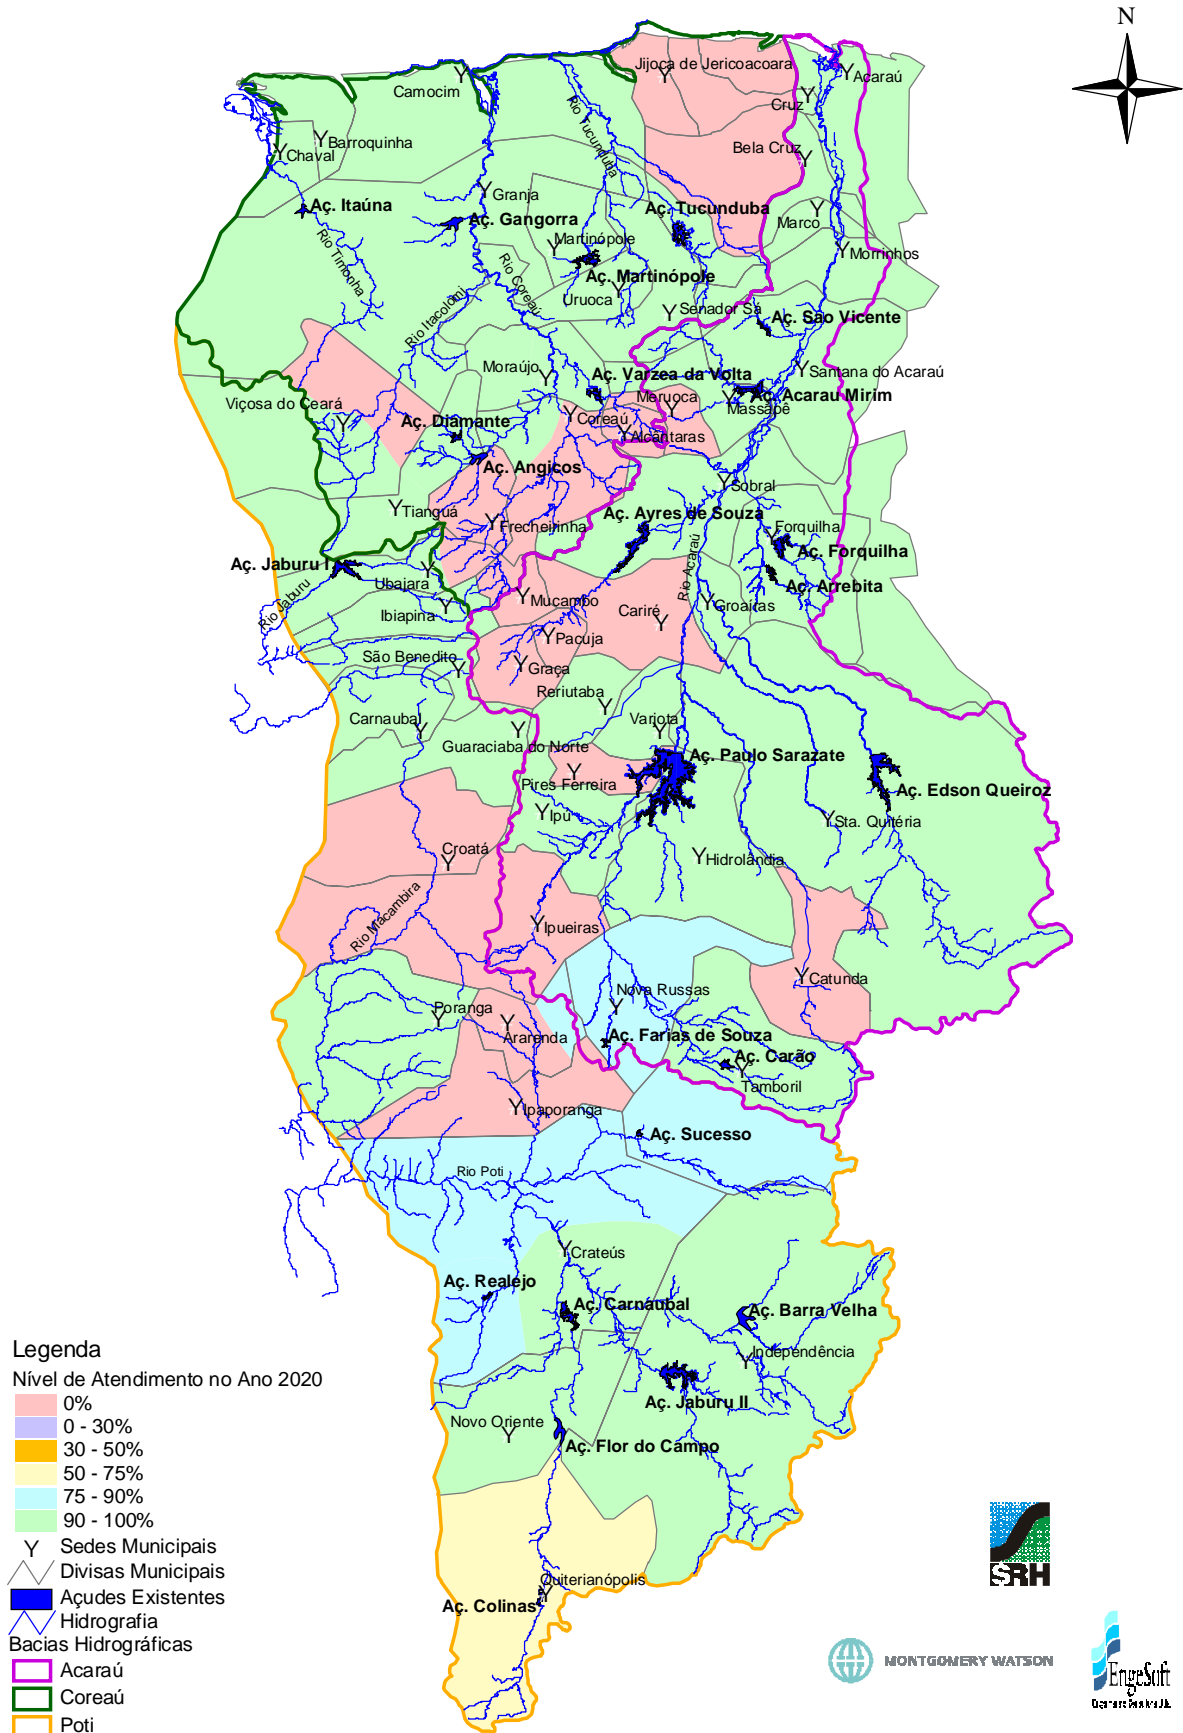 N
Jijoca de Jericoacoara
Acaraú
Camocim
Cruz
Rio Tucunduba
Barroquinha
Chaval
Bela Cruz
Granja
Aç. Itaúna
Aç. Gangorra
Aç. Tucunduba
Marco
Martinópole
Morrinhos
Rio Timonha
Rio Coreaú
Aç. Martinópole
Uruoca
Rio Itacolomi
Senador Sá
Aç. São Vicente
Moraújo
Aç. Varzea da Volta
Santana do Acaraú
Meruoca
Aç. Acarau Mirim
Massapê
Viçosa do Ceará
Aç. Diamante
Coreaú
Alcântaras
Aç. Angicos
Sobral
Tianguá
Frecheirinha
Aç. Ayres de Souza
Forquilha
Aç. Forquilha
Rio Acaraú
Aç. Jaburu I
Ubajara
Aç. Arrebita
Rio Jaburu
Ibiapina
Mucambo
Cariré
Groaíras
Pacuja
São Benedito
Graça
Reriutaba
Carnaubal
Varjota
Guaraciaba do Norte
Aç. Paulo Sarazate
Pires Ferreira
Aç. Edson Queiroz
Ipú
Sta. Quitéria
Croatá
Hidrolândia
Rio Macambira
Ipueiras
Catunda
Nova Russas
Poranga
Ararenda
Aç. Farias de Souza
Aç. Carão
Tamboril
Ipaporanga
Aç. Sucesso
Rio Poti
Crateús
Aç. Realejo
Aç. Carnaubal
Aç. Barra Velha
Independência
Aç. Jaburu II
Novo Oriente
Aç. Flor do Campo
Quiterianópolis
Aç. Colinas
Legenda
Nível de Atendimento no Ano 2020
0%
0 - 30%
30 - 50%
50 - 75%
75 - 90%
90 - 100%
Sedes Municipais
Divisas Municipais
Açudes Existentes
Hidrografia
Bacias Hidrográficas
Acaraú
Coreaú
Poti
SRH
MONTGOMERY WATSON
EngeSoft